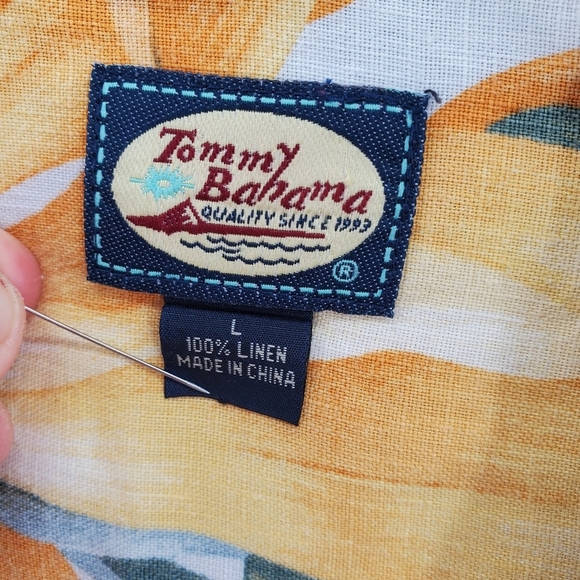 Tommy
Bahama
QUALITY SINCE 1993
®
L
100% LINEN
MADE IN CHINA